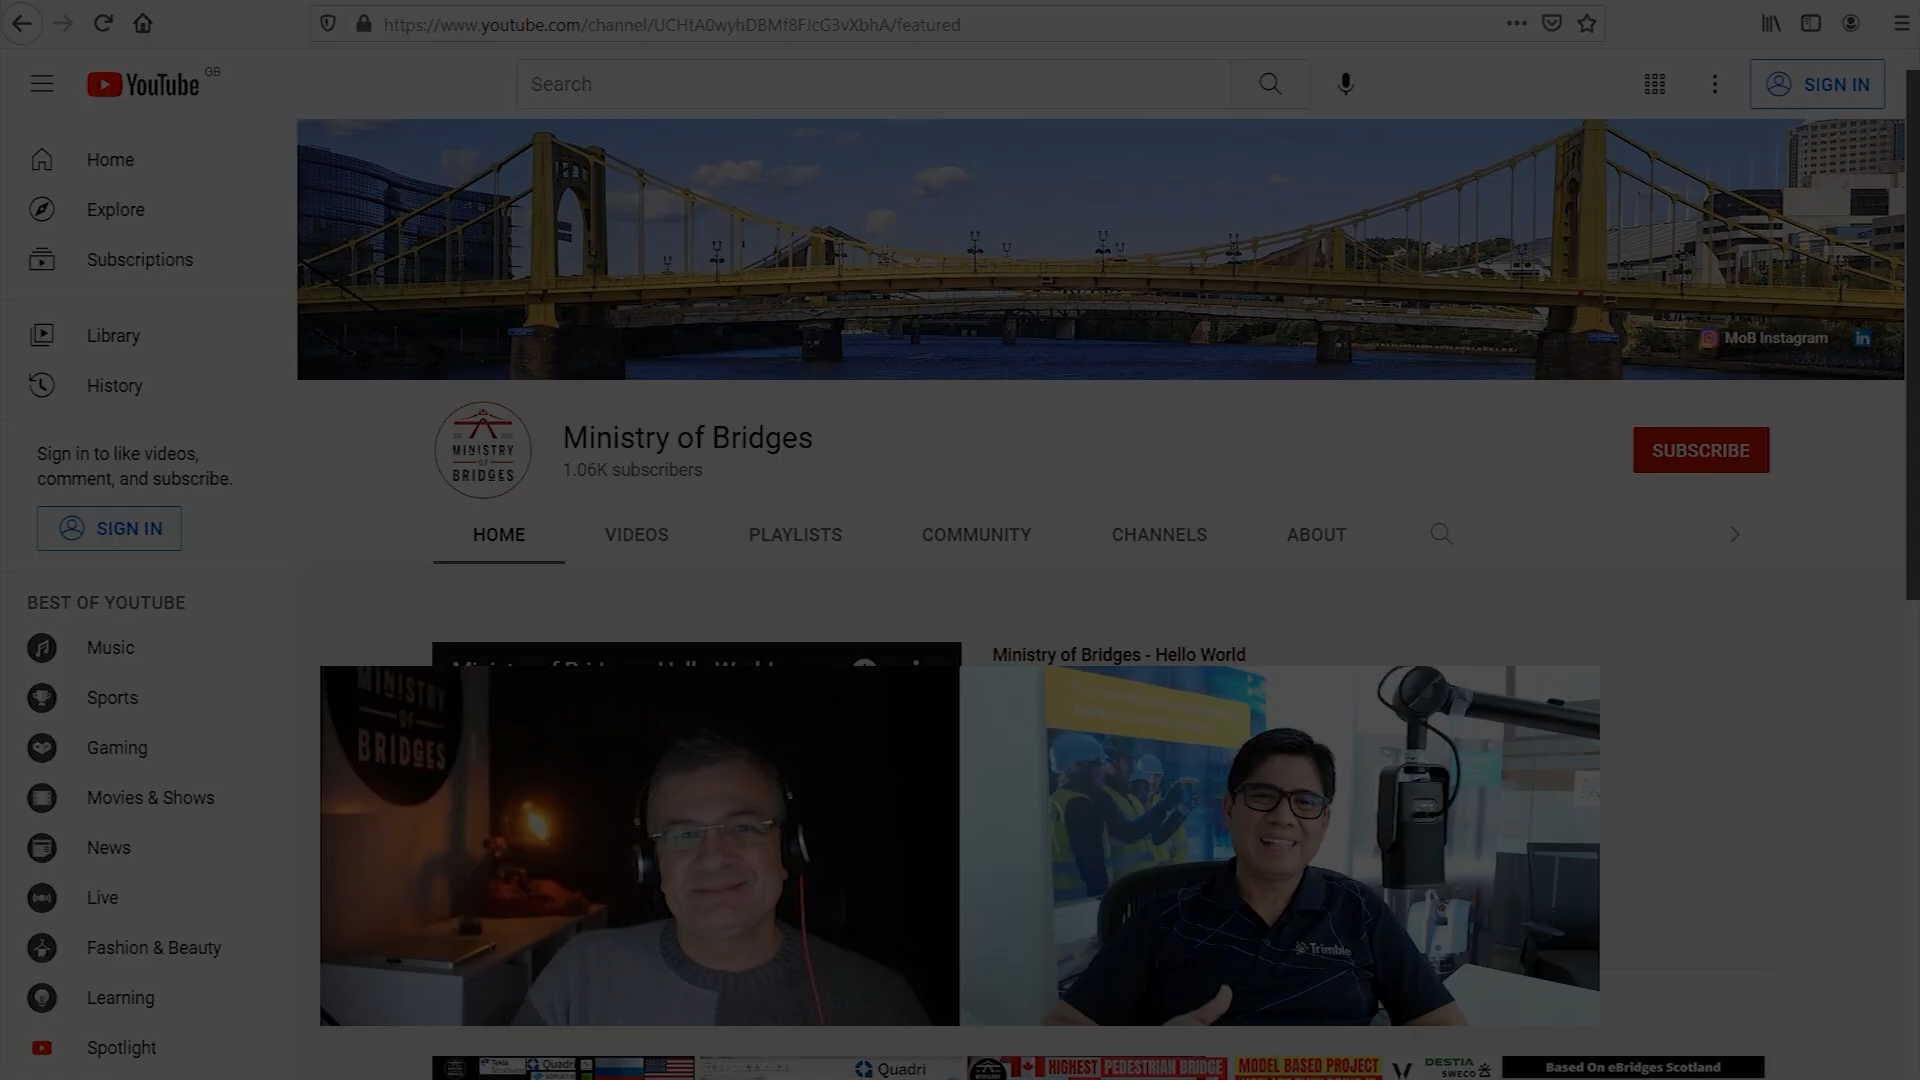 https://www.youtube.com/channel/UCHtA0wyhDBMf8FJcG3vXbhA/featured
YouTube GB
Search
SIGN IN
Home
Explore
Subscriptions
Library
History
Sign in to like videos,
comment, and subscribe.
SIGN IN
BEST OF YOUTUBE
Music
Sports
Gaming
Movies & Shows
News
Live
Fashion & Beauty
Learning
Spotlight
MoB Instagram
in
MINISTRY
OF
BRIDGES
Ministry of Bridges
1.06K subscribers
SUBSCRIBE
HOME
VIDEOS
PLAYLISTS
COMMUNITY
CHANNELS
ABOUT
Ministry of Bridges - Hello World
MINISTRY
OF
BRIDGES
Trimble
Tekla
Quadri
Quadri
HIGHEST PEDESTRIAN BRIDGE
MODEL BASED PROJECT
DESTIA
SWECO
Based On eBridges Scotland